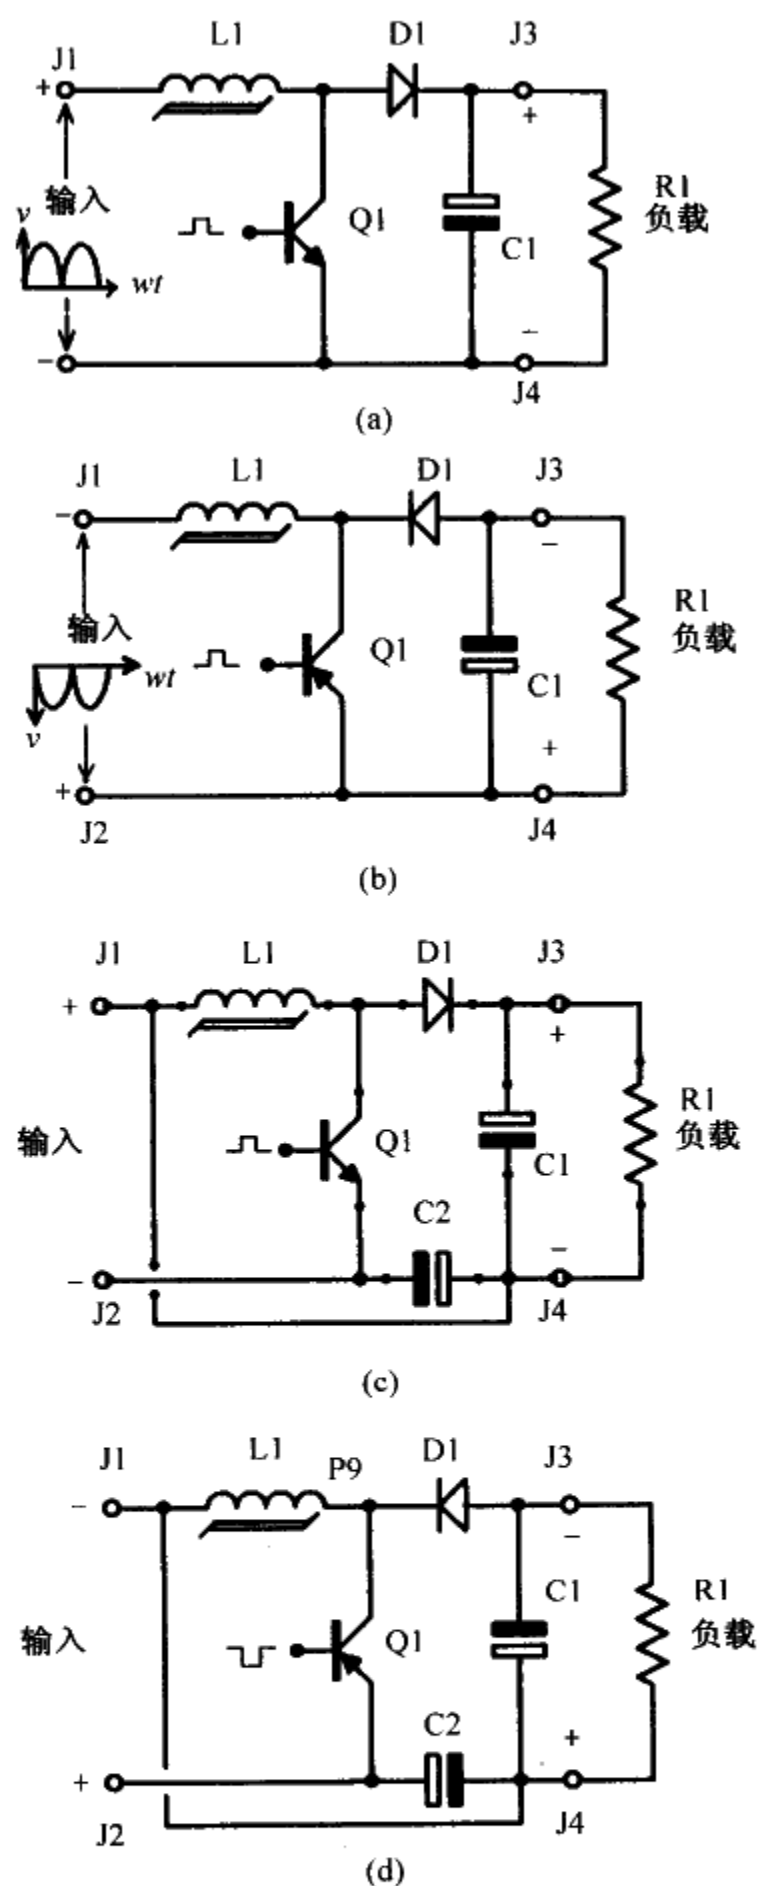 L1 D1 J3
J1
+
+
输入
R1
负载
v
Q1
C1
wt
−
−
J4
(a)
J1 L1 D1 J3
−
−
R1
负载
输入
Q1
C1
wt
v
+
+
J2 J4
(b)
J1 L1 D1 J3
+
+
R1
负载
输入
Q1
C1
C2
−
−
J2 J4
(c)
J1 L1 P9 D1 J3
−
−
C1 R1
负载
输入
Q1
C2
+
+
J2 J4
(d)